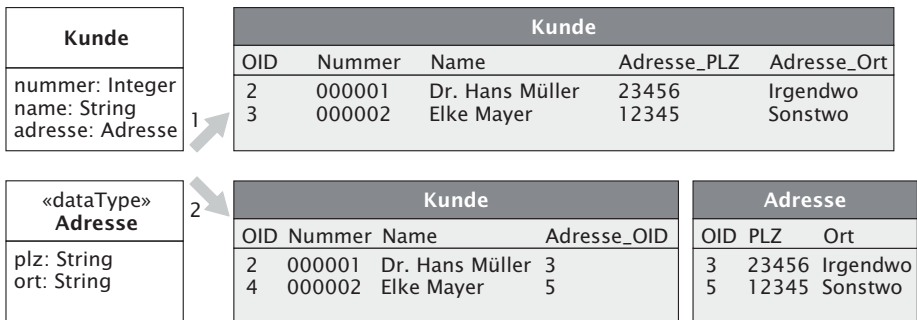 Kunde
nummer: Integer
name: String
adresse: Adresse
1
Kunde
OID Nummer Name Adresse_PLZ Adresse_Ort
2 000001 Dr. Hans Müller 23456 Irgendwo
3 000002 Elke Mayer 12345 Sonstwo
«dataType»
Adresse
plz: String
ort: String
2
Kunde
OID Nummer Name Adresse_OID
2 000001 Dr. Hans Müller 3
4 000002 Elke Mayer 5
Adresse
OID PLZ Ort
3 23456 Irgendwo
5 12345 Sonstwo